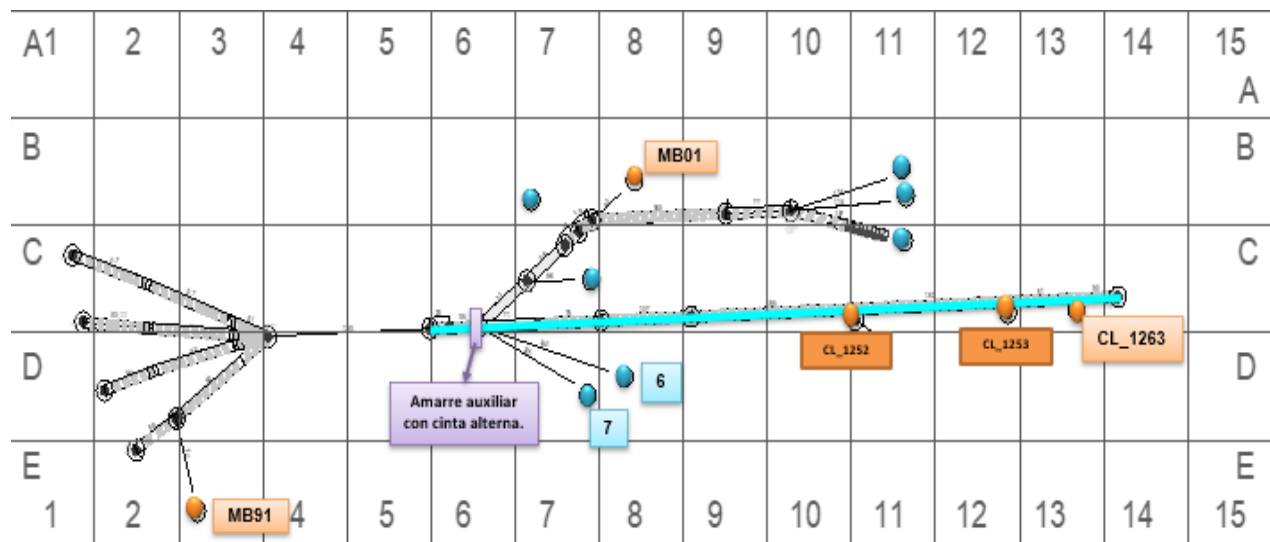 A1 2 3 4 5 6 7 8 9 10 11 12 13 14 15
A
B B
MB01
C C
CL_1252 CL_1253 CL_1263
D D
6
Amarre auxiliar
con cinta alterna.
7
E E
MB91
1 2 4 5 6 7 8 9 10 11 12 13 14 15